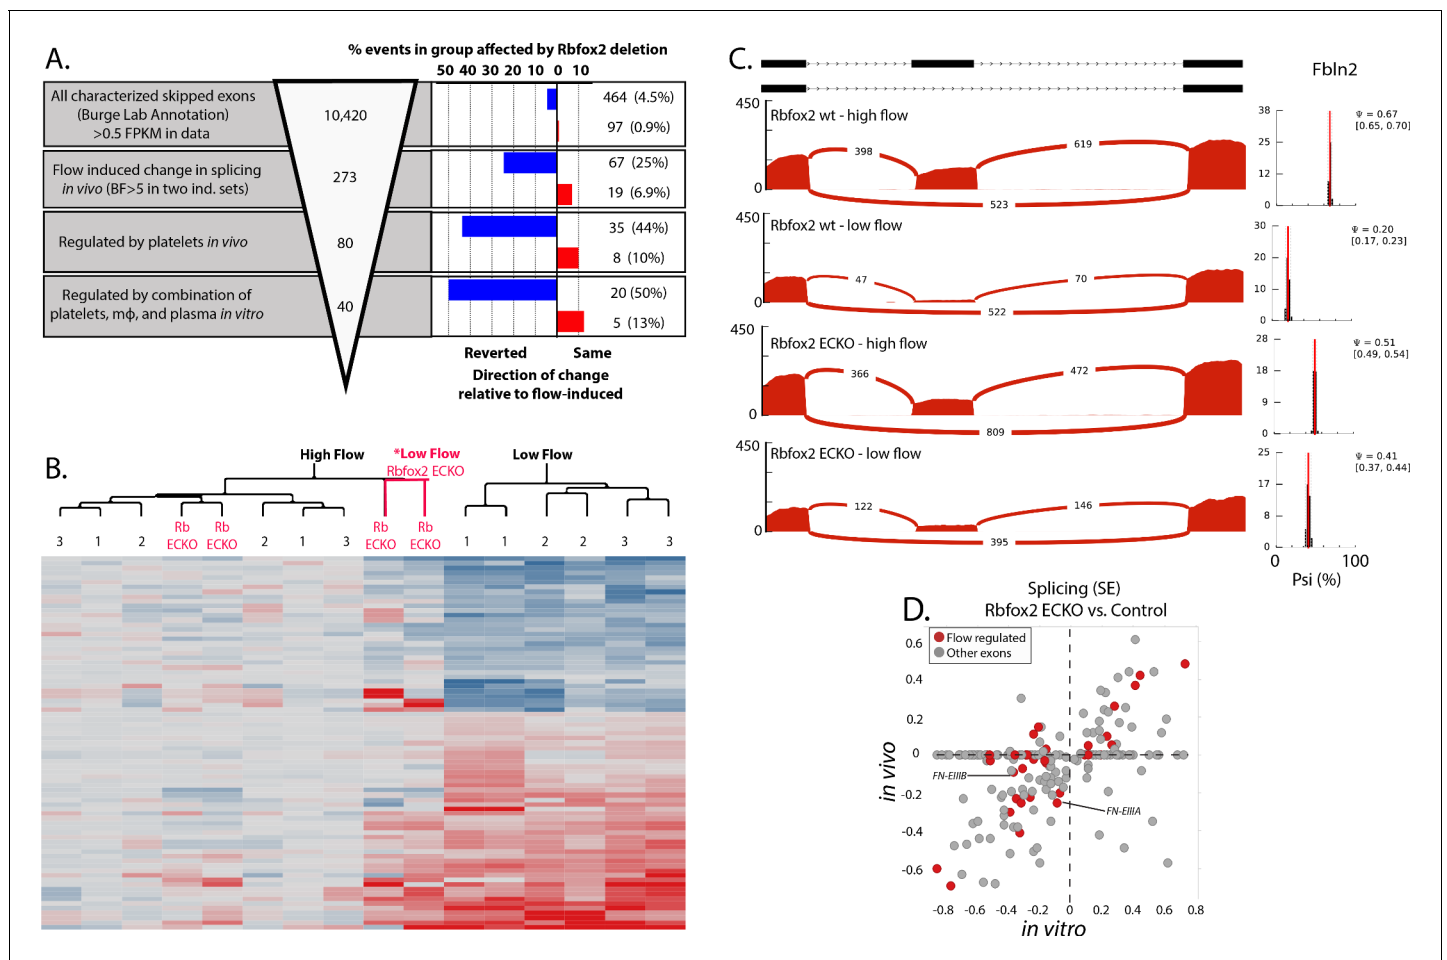 A.
% events in group affected by Rbfox2 deletion
50 40 30 20 10 0 10
All characterized skipped exons
(Burge Lab Annotation)
>0.5 FPKM in data
10,420
464 (4.5%)
97 (0.9%)
Flow induced change in splicing
in vivo (BF>5 in two ind. sets)
273
67 (25%)
19 (6.9%)
Regulated by platelets in vivo
80
35 (44%)
8 (10%)
Regulated by combination of
platelets, mф, and plasma in vitro
40
20 (50%)
5 (13%)
Reverted Same
Direction of change
relative to flow-induced
B.
High Flow
*Low Flow
Rbfox2 ECKO
Low Flow
3 1 2 Rb ECKO Rb ECKO 2 1 3 Rb ECKO Rb ECKO 1 1 2 2 3 3
C.
Fbln2
450
0
Rbfox2 wt - high flow
398
619
523
38
25
12
0
Ψ = 0.67
[0.65, 0.70]
450
0
Rbfox2 wt - low flow
47
70
522
30
20
10
0
Ψ = 0.20
[0.17, 0.23]
450
0
Rbfox2 ECKO - high flow
366
472
809
28
18
9
0
Ψ = 0.51
[0.49, 0.54]
450
0
Rbfox2 ECKO - low flow
122
146
395
25
17
8
0
Ψ = 0.41
[0.37, 0.44]
0 100
Psi (%)
D.
Splicing (SE)
Rbfox2 ECKO vs. Control
Flow regulated
Other exons
0.6
0.4
0.2
0
-0.2
-0.4
-0.6
in vivo
FN-EIIIB
FN-EIIIA
-0.8 -0.6 -0.4 -0.2 0 0.2 0.4 0.6 0.8
in vitro